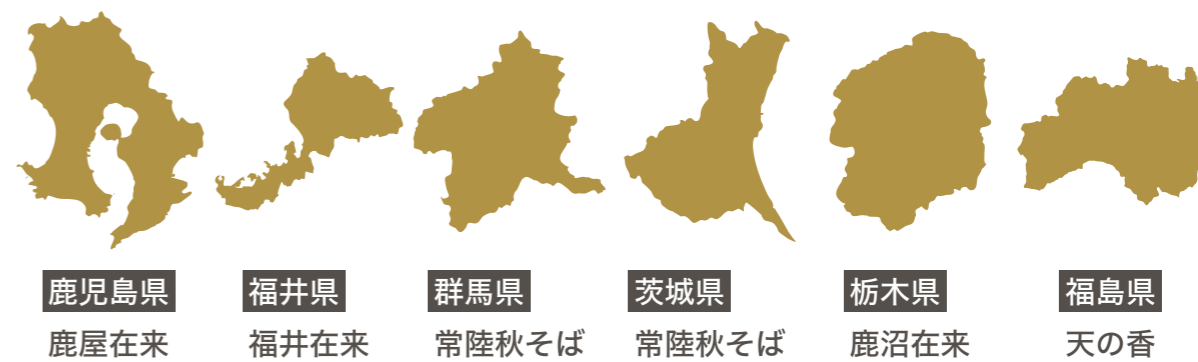 鹿児島県
鹿屋在来
福井県
福井在来
群馬県
常陸秋そば
茨城県
常陸秋そば
栃木県
鹿沼在来
福島県
天の香